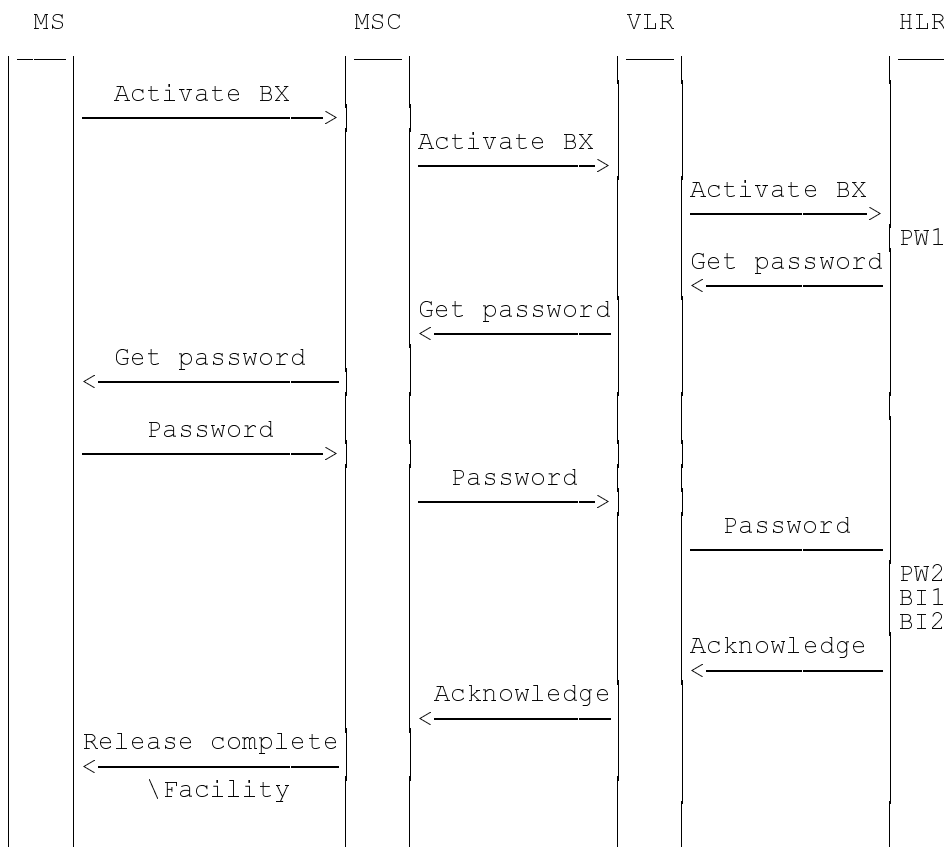 MS MSC VLR HLR
Activate BX
Activate BX
Activate BX
PW1
Get password
Get password
Get password
Password
Password
Password
PW2
BI1
BI2
Acknowledge
Acknowledge
Release complete
\Facility